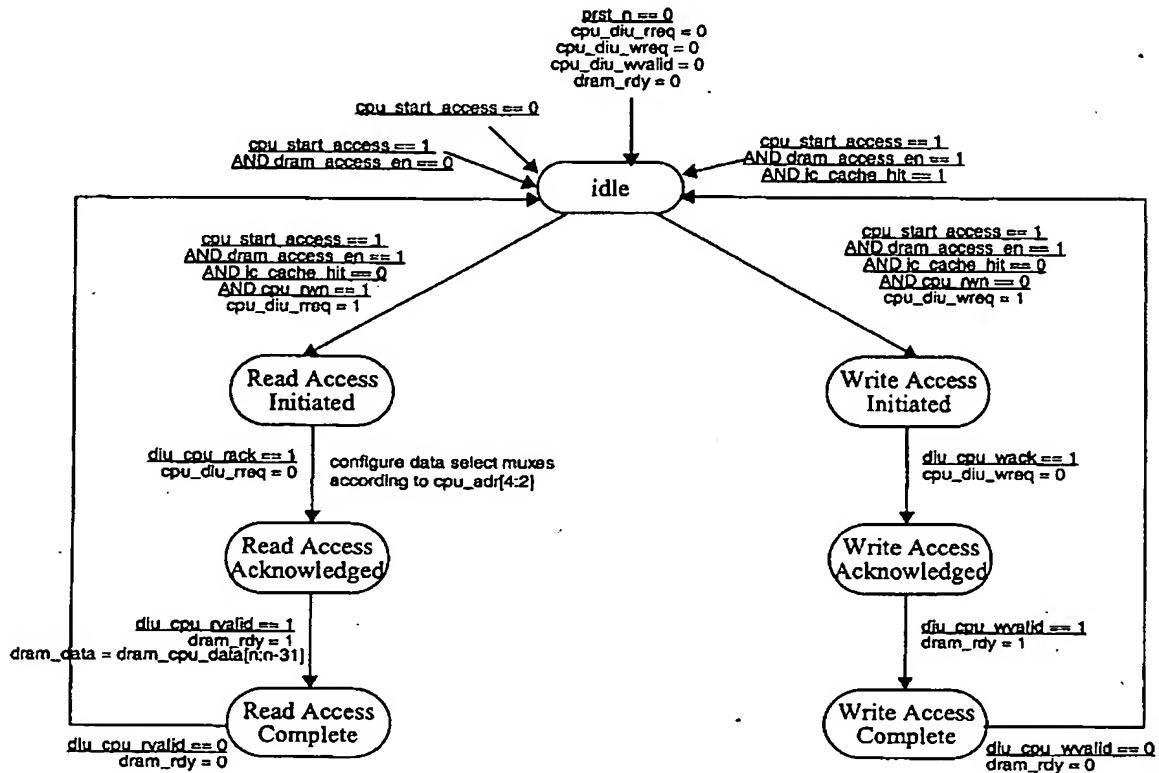 prst_n == 0
cpu_diu_rreq = 0
cpu_diu_wreq = 0
cpu_diu_wvalid = 0
dram_rdy = 0
cpu_start_access == 0
cpu_start_access == 1
AND dram_access_en == 0
cpu_start_access == 1
AND dram_access_en == 1
AND ic_cache_hit == 1
idle
cpu_start_access == 1
AND dram_access_en == 1
AND ic_cache_hit == 0
AND cpu_rwn == 1
cpu_diu_rreq = 1
cpu_start_access == 1
AND dram_access_en == 1
AND ic_cache_hit == 0
AND cpu_rwn == 0
cpu_diu_wreq = 1
Read Access
Initiated
Write Access
Initiated
diu_cpu_rack == 1
cpu_diu_rreq = 0
configure data select muxes
according to cpu_adr[4:2]
diu_cpu_wack == 1
cpu_diu_wreq = 0
Read Access
Acknowledged
Write Access
Acknowledged
diu_cpu_rvalid == 1
dram_rdy = 1
dram_data = dram_cpu_data[n:n-31]
diu_cpu_wvalid == 1
dram_rdy = 1
Read Access
Complete
Write Access
Complete
diu_cpu_rvalid == 0
dram_rdy = 0
diu_cpu_wvalid == 0
dram_rdy = 0